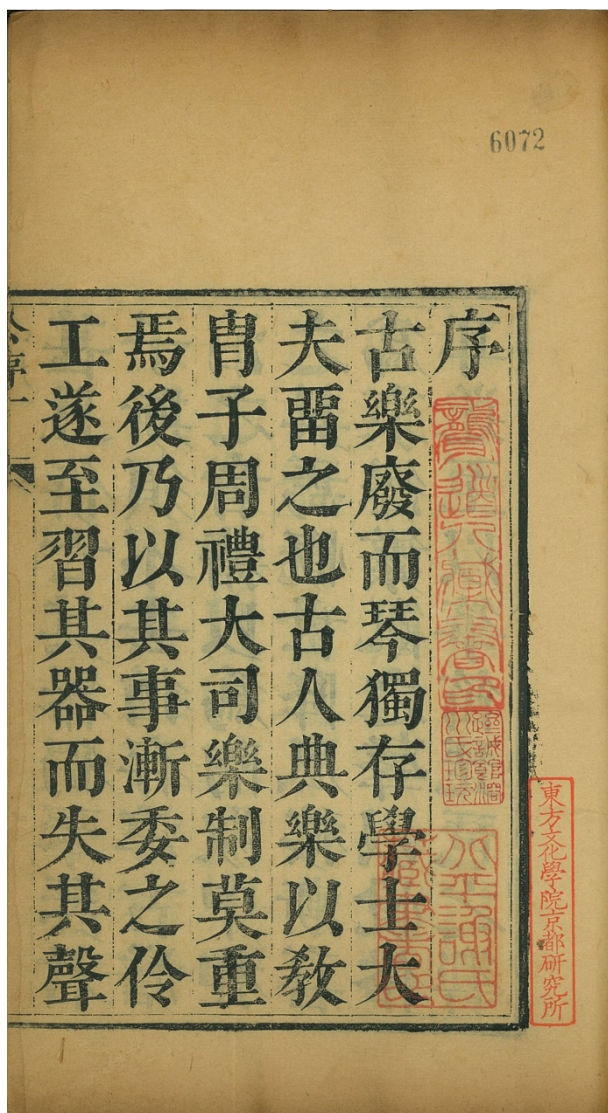 6072
序
古樂廢而琴獨存學士大
夫畱之也古人典樂以敎
胄子周禮大司樂制莫重
焉後乃以其事漸委之伶
工遂至習其器而失其聲
東方文化學院京都研究所